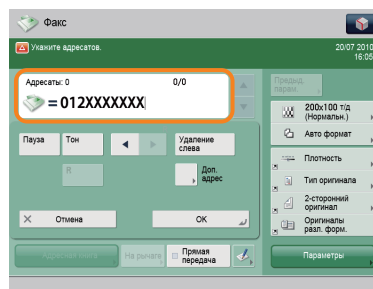 Факс
Укажите адресатов.
20/07 2010
16:05
Адресаты: 0
0/0
=012XXXXXXX
Предыд.
парам.
200x100 т/д
(Нормальн.)
Авто формат
Пауза
Тон
Удаление
слева
R
Доп.
адрес
Плотность
Тип оригинала
2-сторонний
оригинал
Оригиналы
разл. форм.
Отмена
OK
Адресная книга
На рычаге
Прямая
передача
Параметры